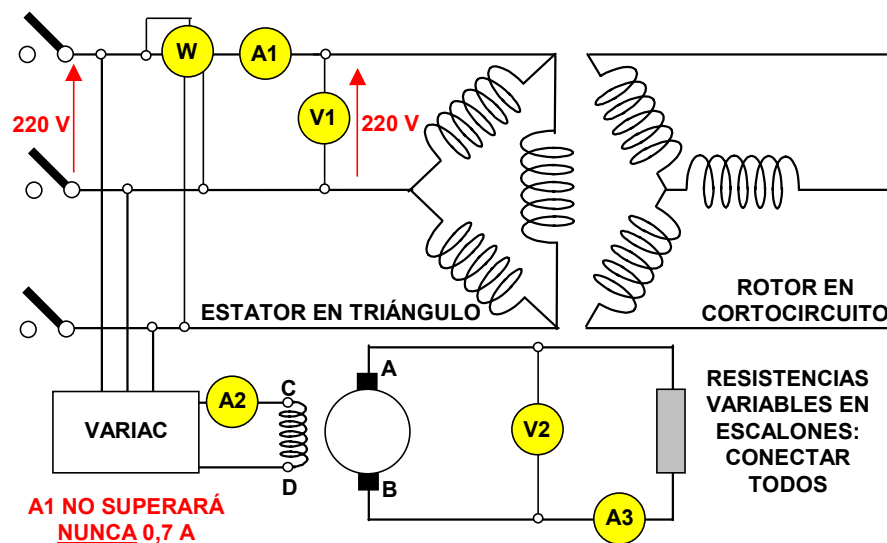 W
A1
220 V
V1
220 V
ESTATOR EN TRIÁNGULO
ROTOR EN
CORTOCIRCUITO
VARIAC
A2
C
D
A
B
V2
A3
RESISTENCIAS
VARIABLES EN
ESCALONES:
CONECTAR
TODOS
A1 NO SUPERARÁ
NUNCA 0,7 A